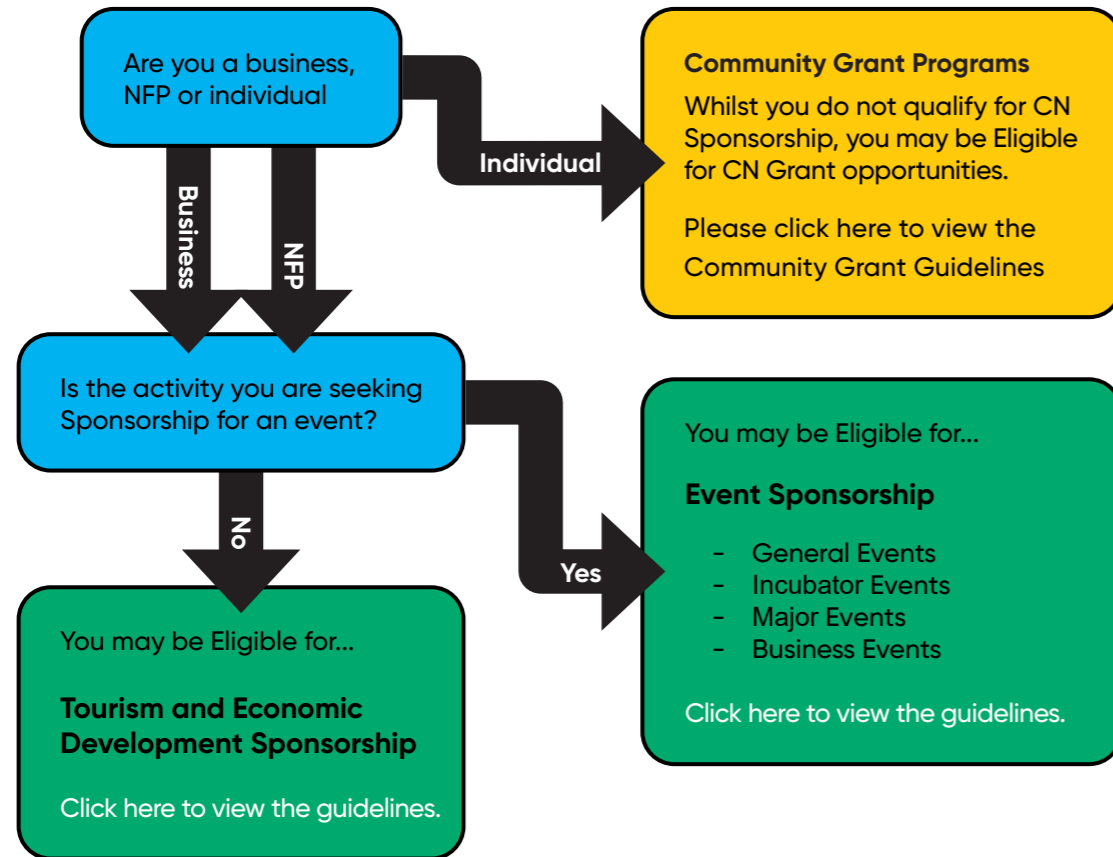 Are you a business,
NFP or individual
Individual
Community Grant Programs
Whilst you do not qualify for CN
Sponsorship, you may be Eligible
for CN Grant opportunities.
Please click here to view the
Community Grant Guidelines
Business
NFP
Is the activity you are seeking
Sponsorship for an event?
Yes
You may be Eligible for...
Event Sponsorship
- General Events
- Incubator Events
- Major Events
- Business Events
Click here to view the guidelines.
No
You may be Eligible for...
Tourism and Economic
Development Sponsorship
Click here to view the guidelines.